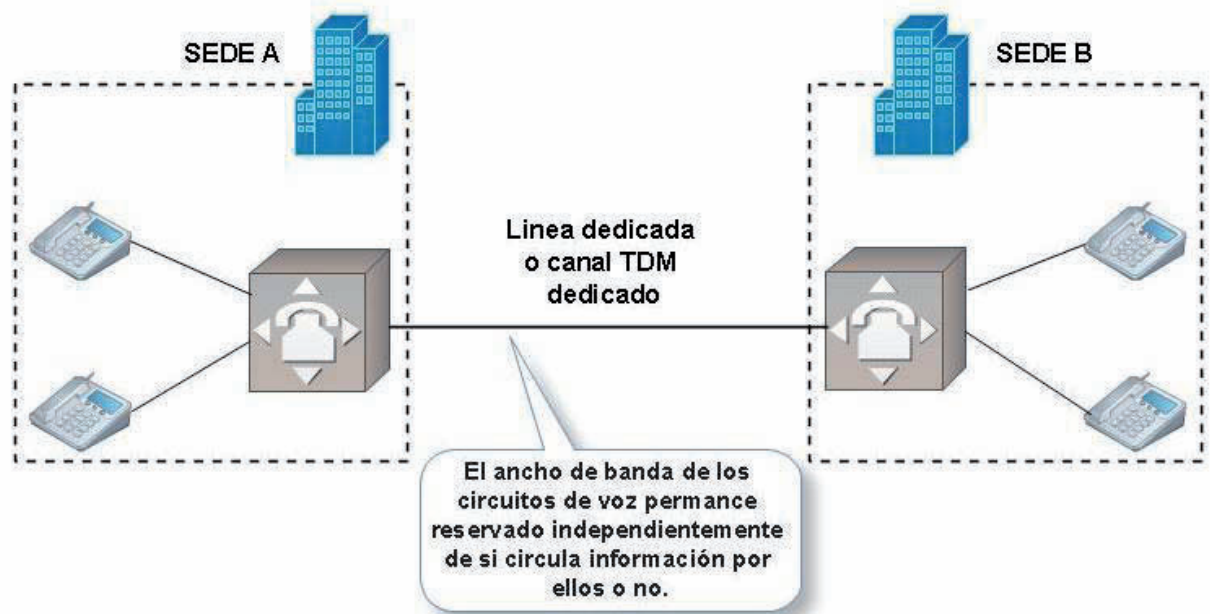 SEDE A
SEDE B
Linea dedicada
o canal TDM
dedicado
El ancho de banda de los
circuitos de voz permance
reservado independientemente
de si circula información por
ellos o no.